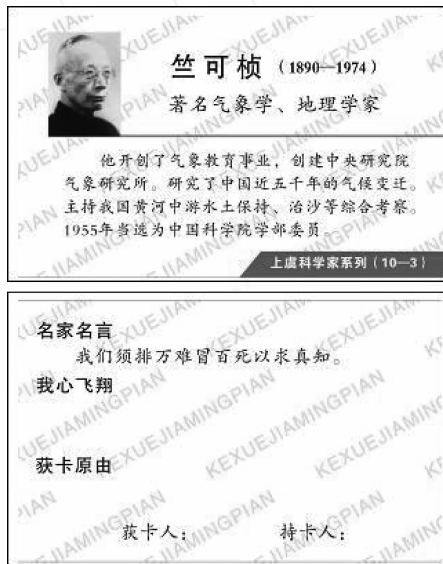 竺可桢（1890—1974）
著名气象学、地理学家
他开创了气象教育事业，创建中央研究院
气象研究所。研究了中国近五千年的气候变迁。
主持我国黄河中游水土保持、治沙等综合考察。
1955年当选为中国科学院学部委员。
上虞科学家系列（10—3）
名家名言
我们须排万难冒百死以求真知。
我心飞翔
获卡原由
获卡人： 持卡人：
KEXUEJIAMINGPIAN